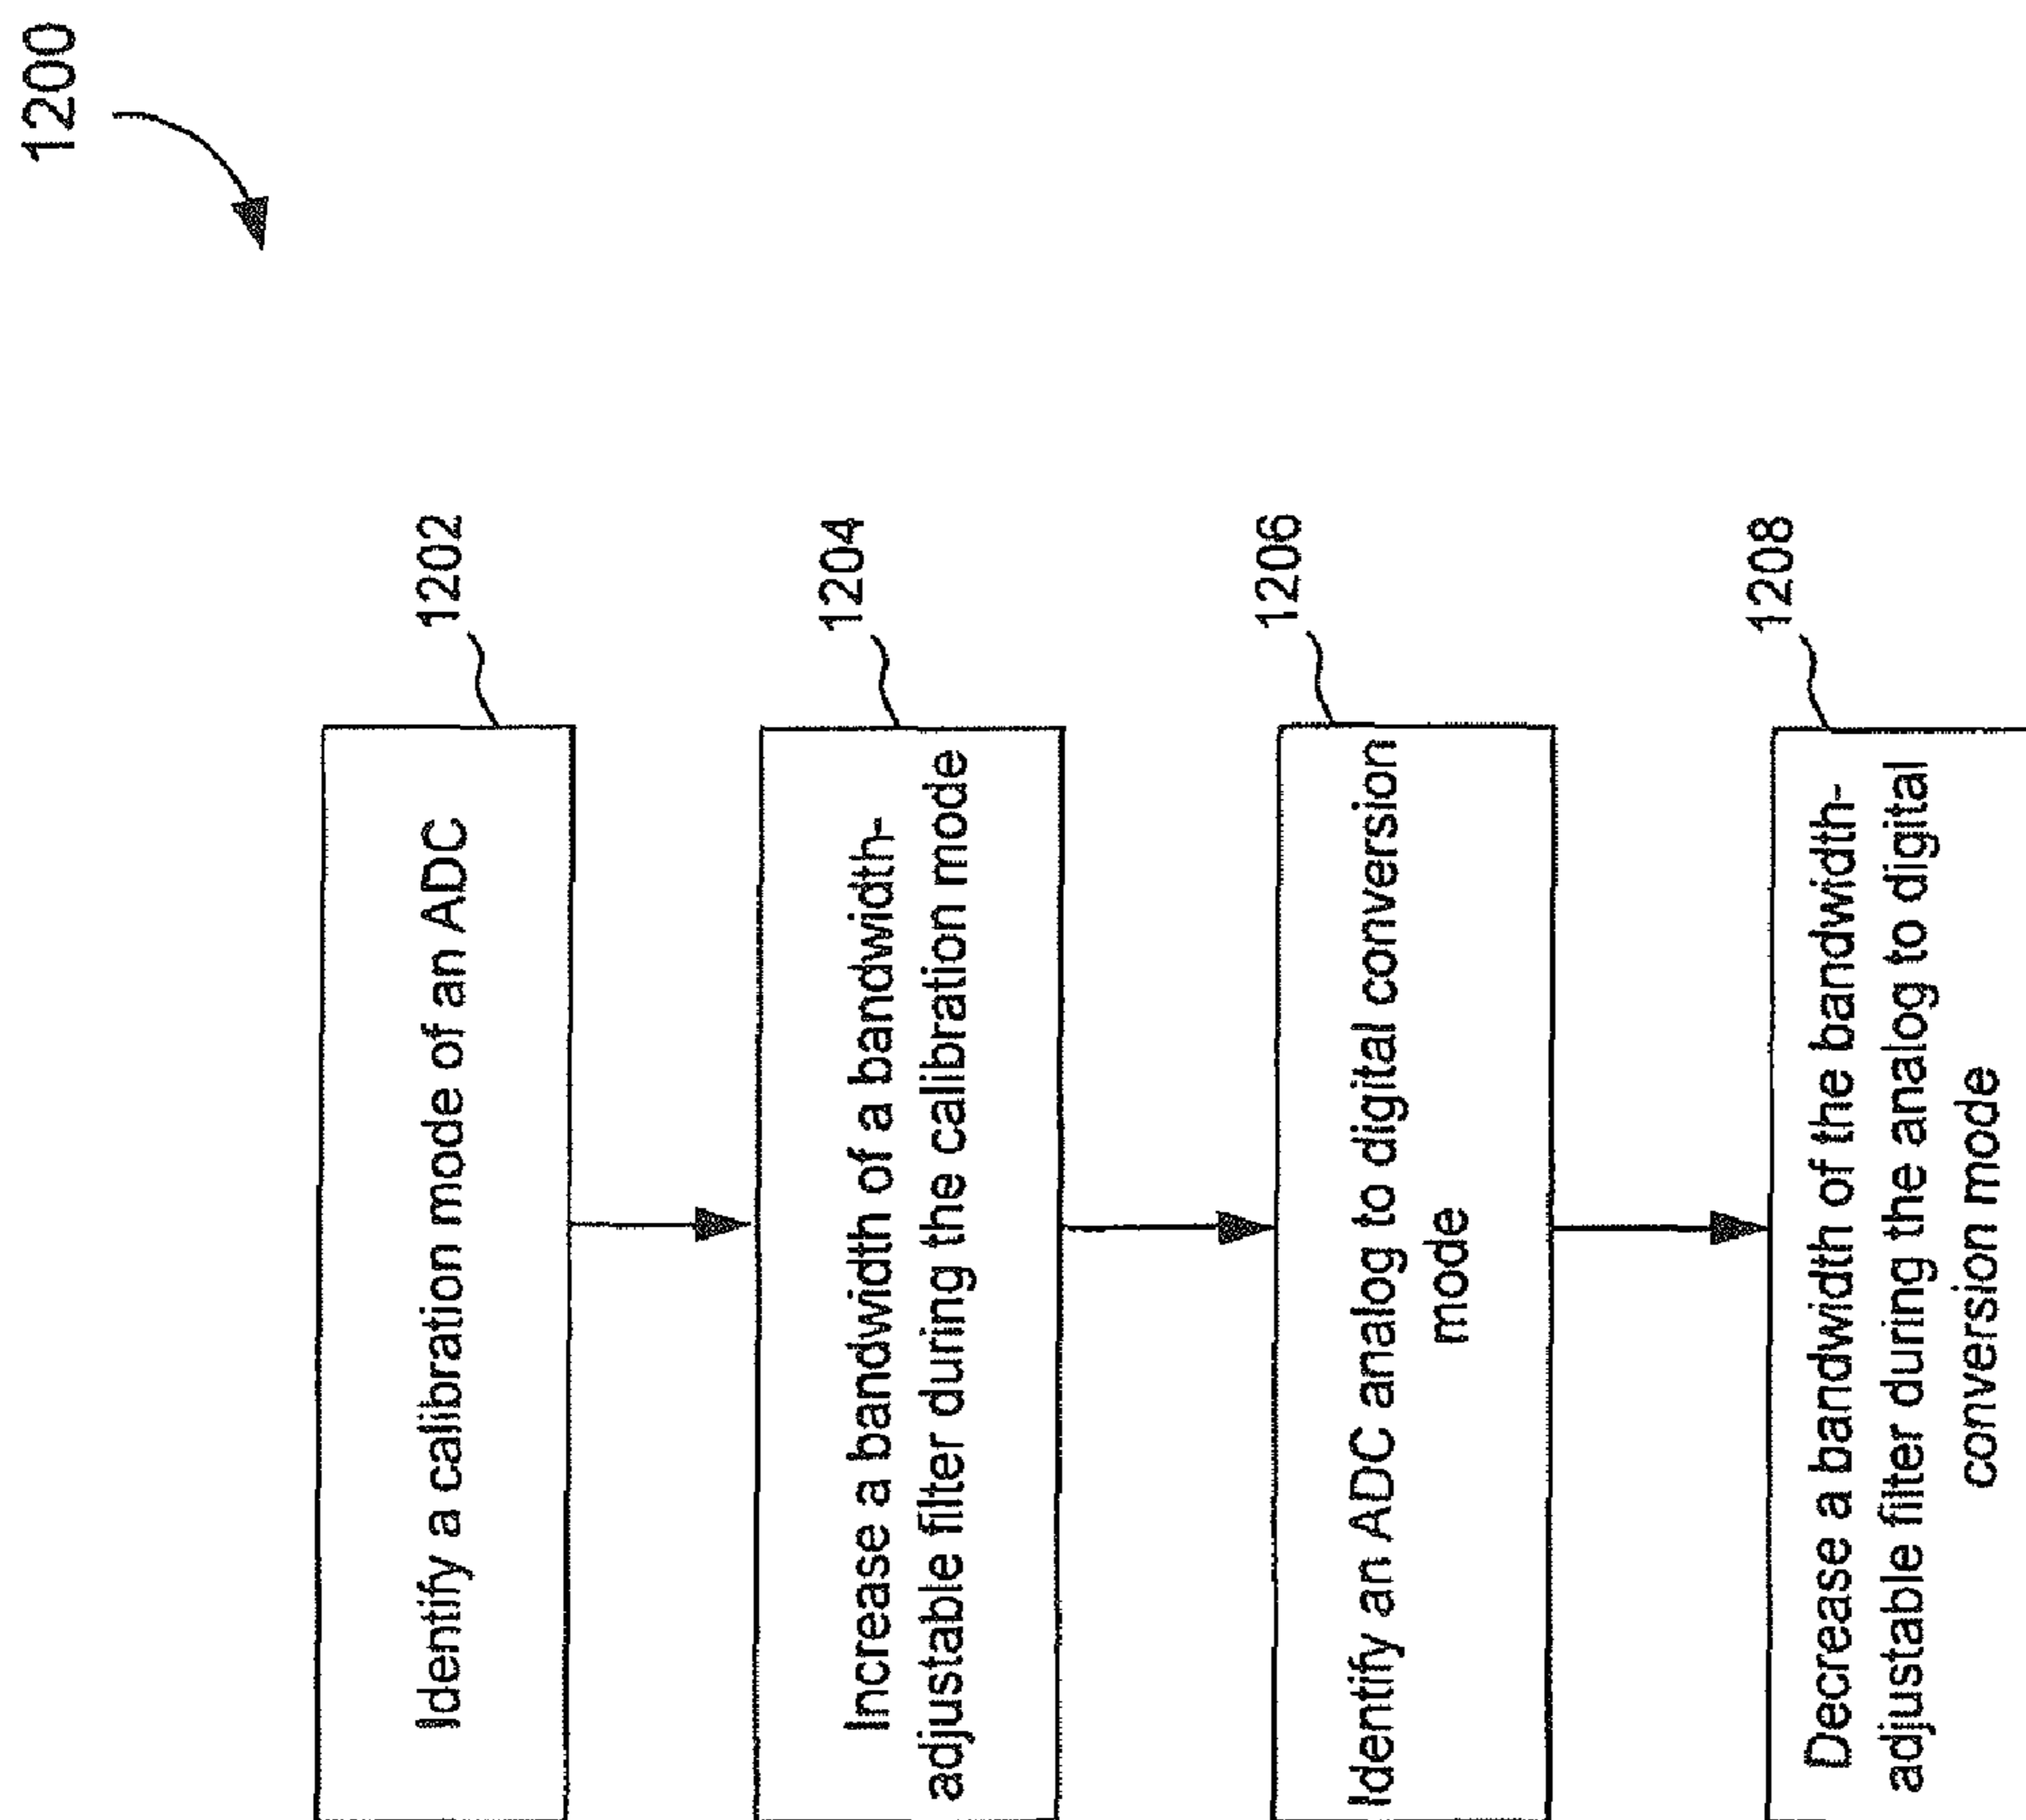 1200
1202
Identify a calibration mode of an ADC
1204
Increase a bandwidth of a bandwidth-
adjustable filter during the calibration mode
1206
Identify an ADC analog to digital conversion
mode
1208
Decrease a bandwidth of the bandwidth-
adjustable filter during the analog to digital
conversion mode